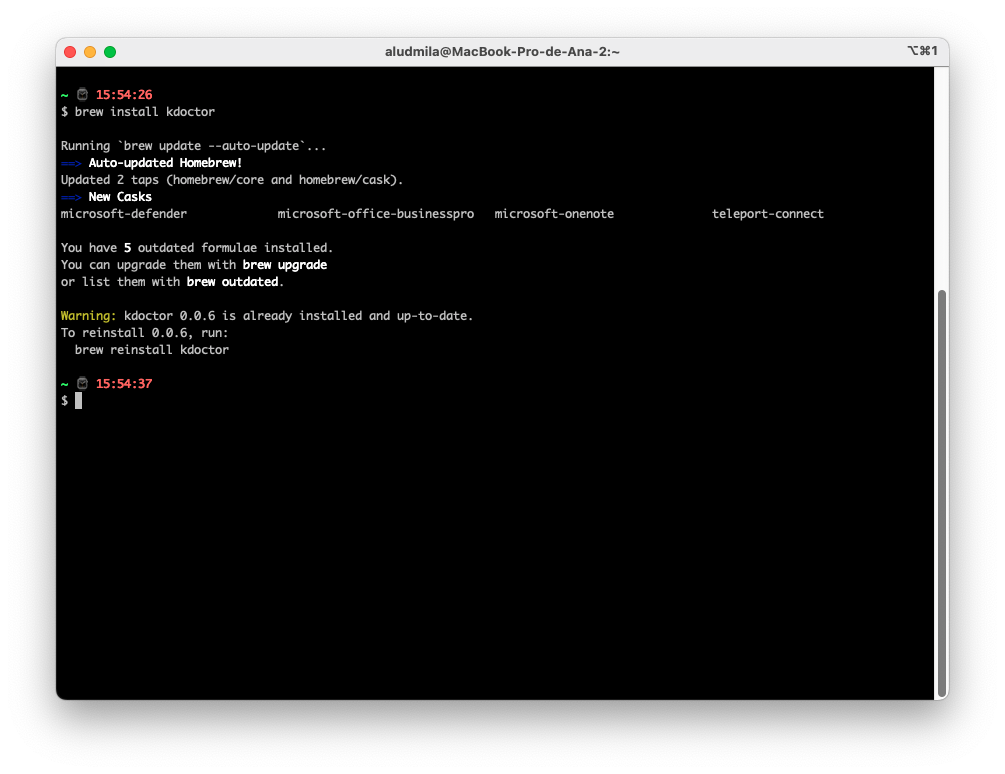 aludmila@MacBook-Pro-de-Ana-2:~ ⌥⌘1
~ 15:54:26
$ brew install kdoctor
Running `brew update --auto-update`...
==> Auto-updated Homebrew!
Updated 2 taps (homebrew/core and homebrew/cask).
==> New Casks
microsoft-defender microsoft-office-businesspro microsoft-onenote teleport-connect
You have 5 outdated formulae installed.
You can upgrade them with brew upgrade
or list them with brew outdated.
Warning: kdoctor 0.0.6 is already installed and up-to-date.
To reinstall 0.0.6, run:
brew reinstall kdoctor
~ 15:54:37
$